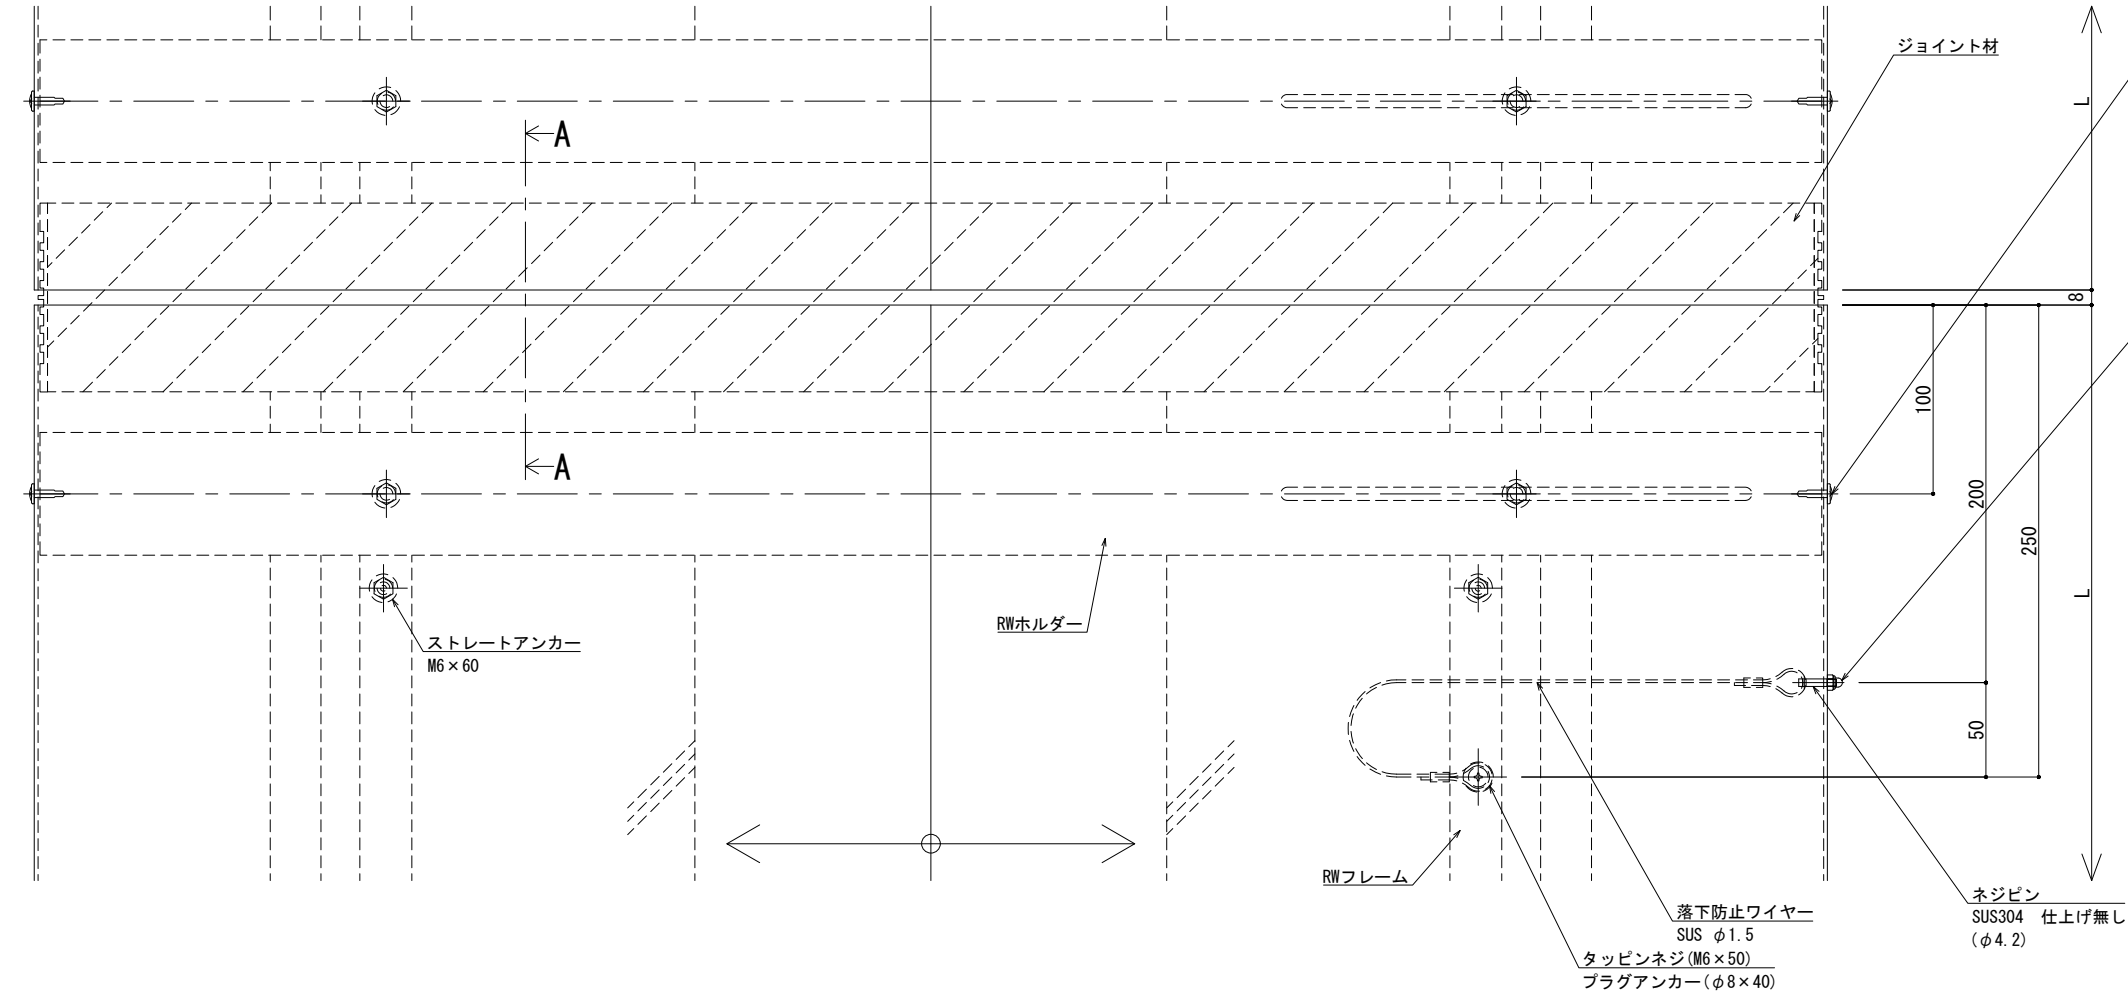 ジョイント材
L
A
8
100
A
200
250
L
RWホルダー
ストレートアンカー
M6×60
50
RWフレーム
ネジピン
SUS304 仕上げ無し
(φ4.2)
落下防止ワイヤー
SUS φ1.5
タッピンネジ(M6×50)
プラグアンカー(φ8×40)